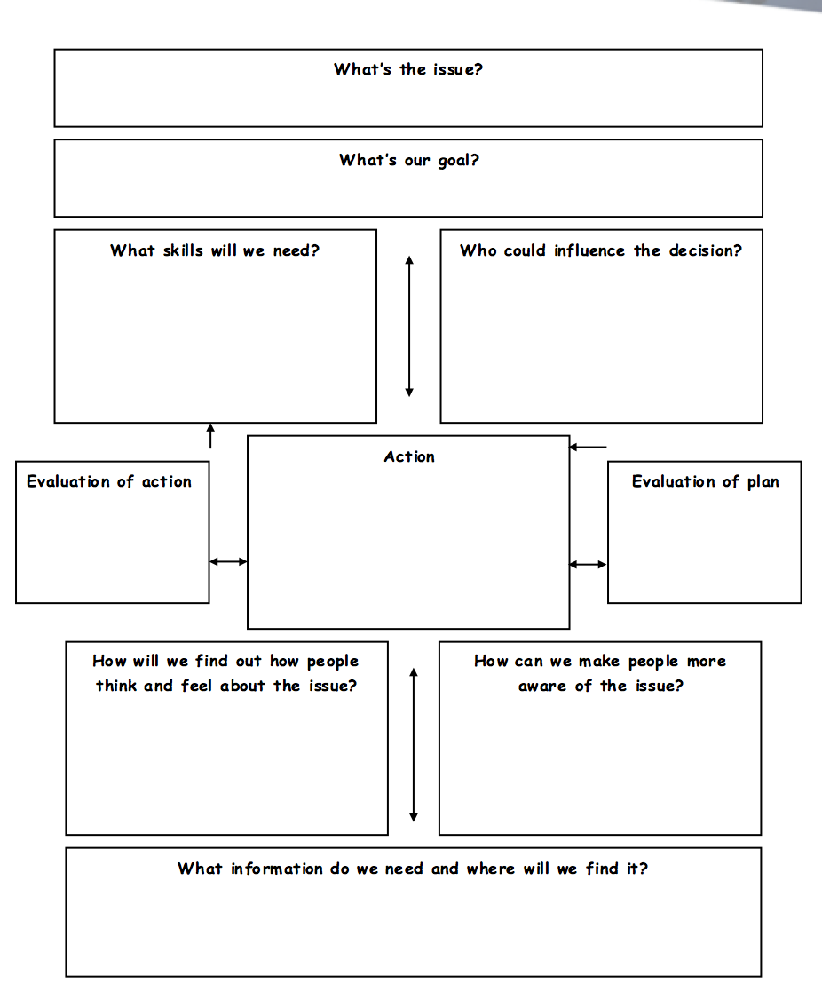 What's the issue?
What's our goal?
What skills will we need?
Who could influence the decision?
Action
Evaluation of action
Evaluation of plan
How will we find out how people
think and feel about the issue?
How can we make people more
aware of the issue?
What information do we need and where will we find it?